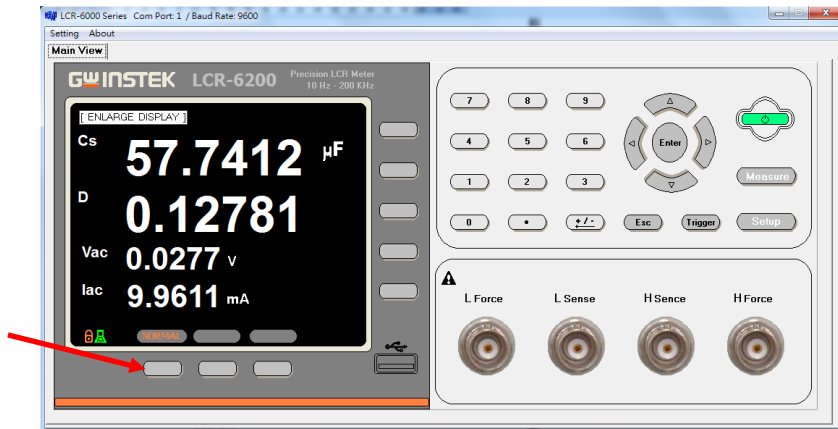 LCR-6000 Series Com Port: 1 / Baud Rate: 9600
Setting About
Main View
GWINSTEK LCR-6200 Precision LCR Meter
10 Hz - 200 KHz
[ ENLARGE DISPLAY ]
Cs 57.7412 μF
D 0.12781
Vac 0.0277 V
Iac 9.9611 mA
NORMAL
7 8 9
4 5 6 Enter
1 2 3 Measure
0 • +/- Esc Trigger Setup
L Force L Sense H Sence H Force